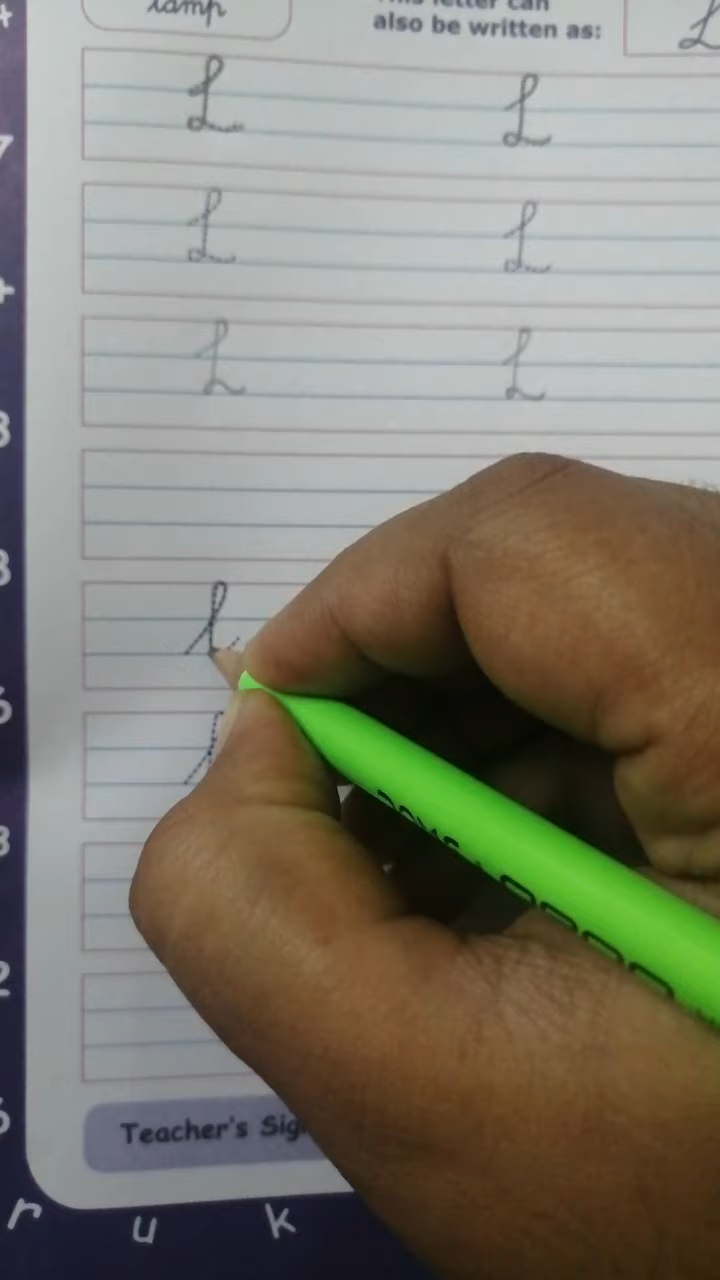 lamp
This letter can
also be written as: L
L L
L L
L L
l
Teacher's Sig
r u k